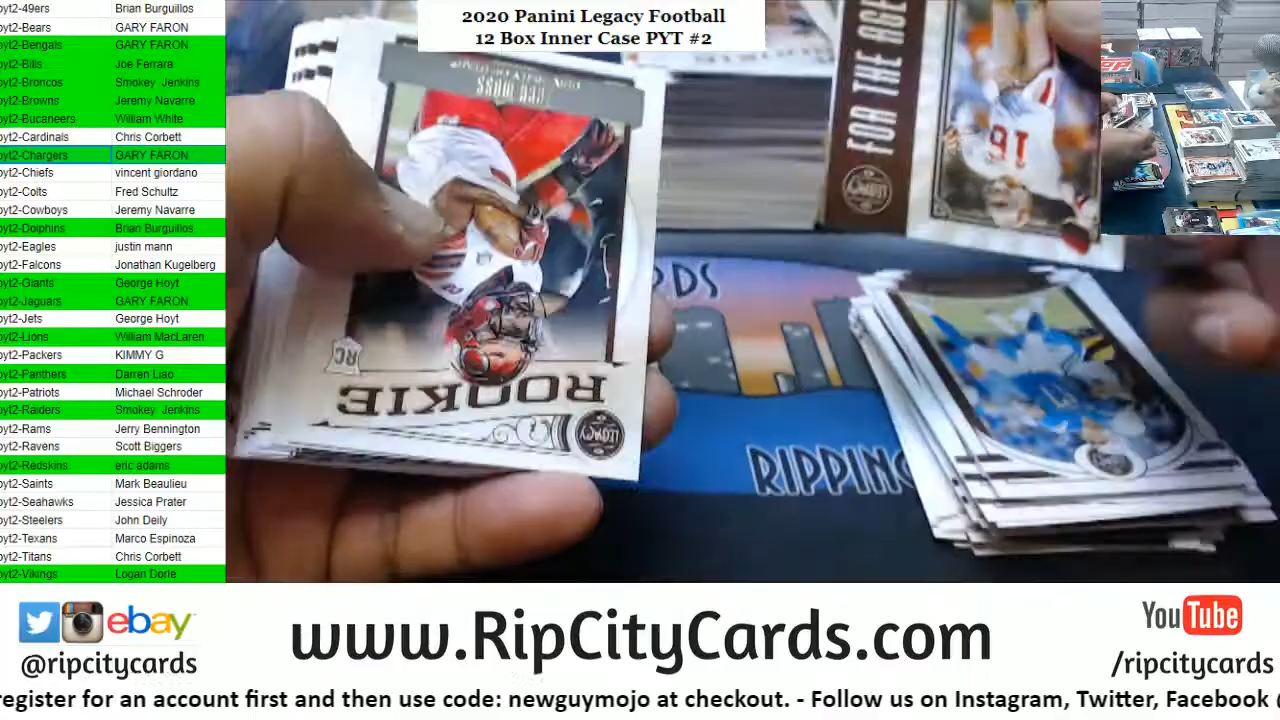 pyt2-49ers Brian Burguillos
pyt2-Bears GARY FARON
pyt2-Bengals GARY FARON
pyt2-Bills Joe Ferrara
pyt2-Broncos Smokey Jenkins
pyt2-Browns Jeremy Navarre
pyt2-Bucaneers William White
pyt2-Cardinals Chris Corbett
pyt2-Chargers GARY FARON
pyt2-Chiefs vincent giordano
pyt2-Colts Fred Schultz
pyt2-Cowboys Jeremy Navarre
pyt2-Dolphins Brian Burguillos
pyt2-Eagles justin mann
pyt2-Falcons Jonathan Kugelberg
pyt2-Giants George Hoyt
pyt2-Jaguars GARY FARON
pyt2-Jets George Hoyt
pyt2-Lions William MacLaren
pyt2-Packers KIMMY G
pyt2-Panthers Darren Liao
pyt2-Patriots Michael Schroder
pyt2-Raiders Smokey Jenkins
pyt2-Rams Jerry Bennington
pyt2-Ravens Scott Biggers
pyt2-Redskins eric adams
pyt2-Saints Mark Beaulieu
pyt2-Seahawks Jessica Prater
pyt2-Steelers John Deily
pyt2-Texans Marco Espinoza
pyt2-Titans Chris Corbett
pyt2-Vikings Logan Dorle
2020 Panini Legacy Football
12 Box Inner Case PYT #2
FOR THE AGES
LEGACY
16
ROOKIE
RC
LEGACY
RDS
RIPPING
ebay
@ripcitycards
www.RipCityCards.com
YouTube
/ripcitycards
register for an account first and then use code: newguymojo at checkout. - Follow us on Instagram, Twitter, Facebook